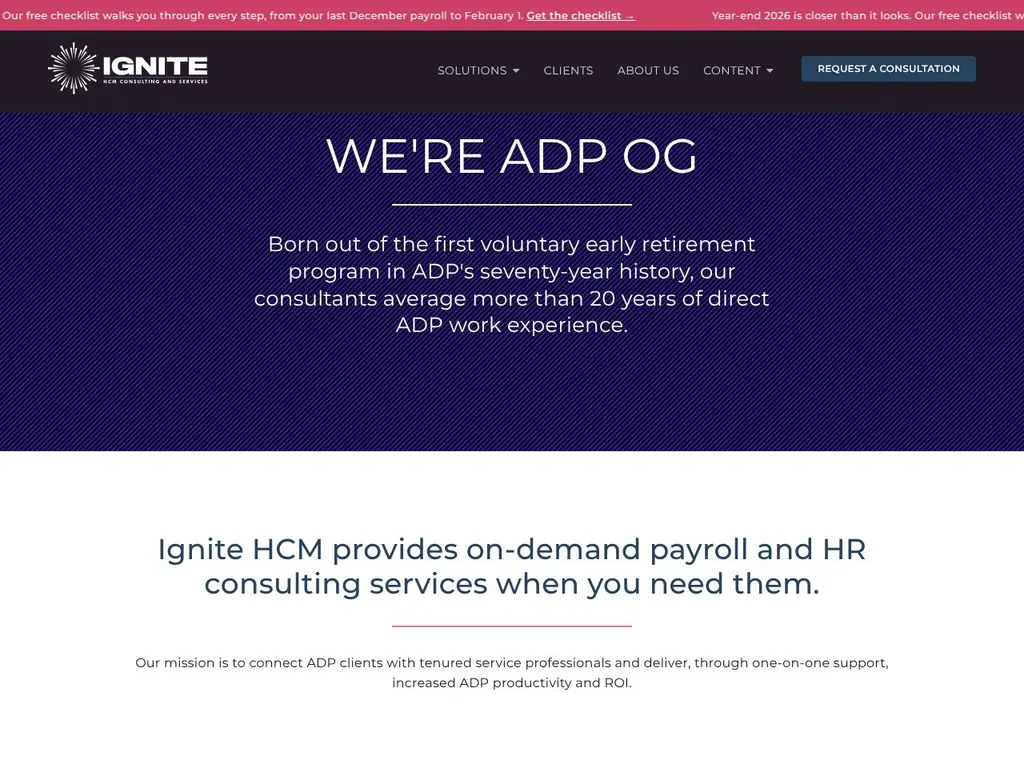 Our free checklist walks you through every step, from your last December payroll to February 1. Get the checklist → Year-end 2026 is closer than it looks. Our free checklist w
IGNITE
HCM CONSULTING AND SERVICES
SOLUTIONS CLIENTS ABOUT US CONTENT REQUEST A CONSULTATION
WE'RE ADP OG
Born out of the first voluntary early retirement
program in ADP's seventy-year history, our
consultants average more than 20 years of direct
ADP work experience.
Ignite HCM provides on-demand payroll and HR
consulting services when you need them.
Our mission is to connect ADP clients with tenured service professionals and deliver, through one-on-one support,
increased ADP productivity and ROI.